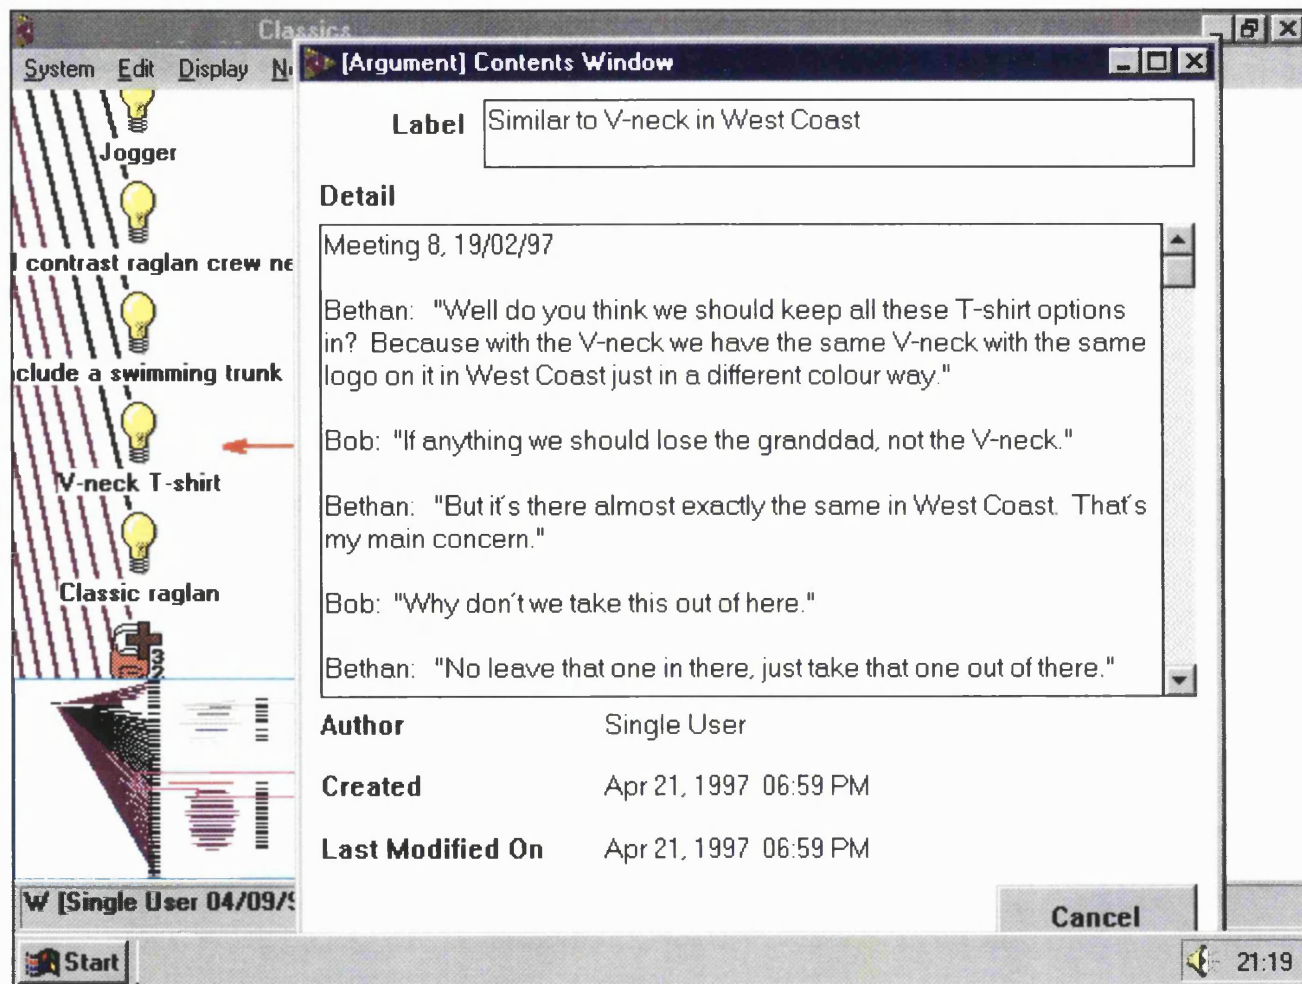 Classics
System Edit Display
[Argument] Contents Window
Label Similar to V-neck in West Coast
Jogger
Detail
Meeting 8, 19/02/97
contrast raglan crew ne
Bethan: "Well do you think we should keep all these T-shirt options
in? Because with the V-neck we have the same V-neck with the same
logo on it in West Coast just in a different colour way."
nclude a swimming trunk
Bob: "If anything we should lose the granddad, not the V-neck."
V-neck T-shirt
Bethan: "But it's there almost exactly the same in West Coast. That's
my main concern."
Classic raglan
Bob: "Why don't we take this out of here."
Bethan: "No leave that one in there, just take that one out of there."
Author Single User
Created Apr 21, 1997 06:59 PM
Last Modified On Apr 21, 1997 06:59 PM
W [Single User 04/09/9
Cancel
Start
21:19